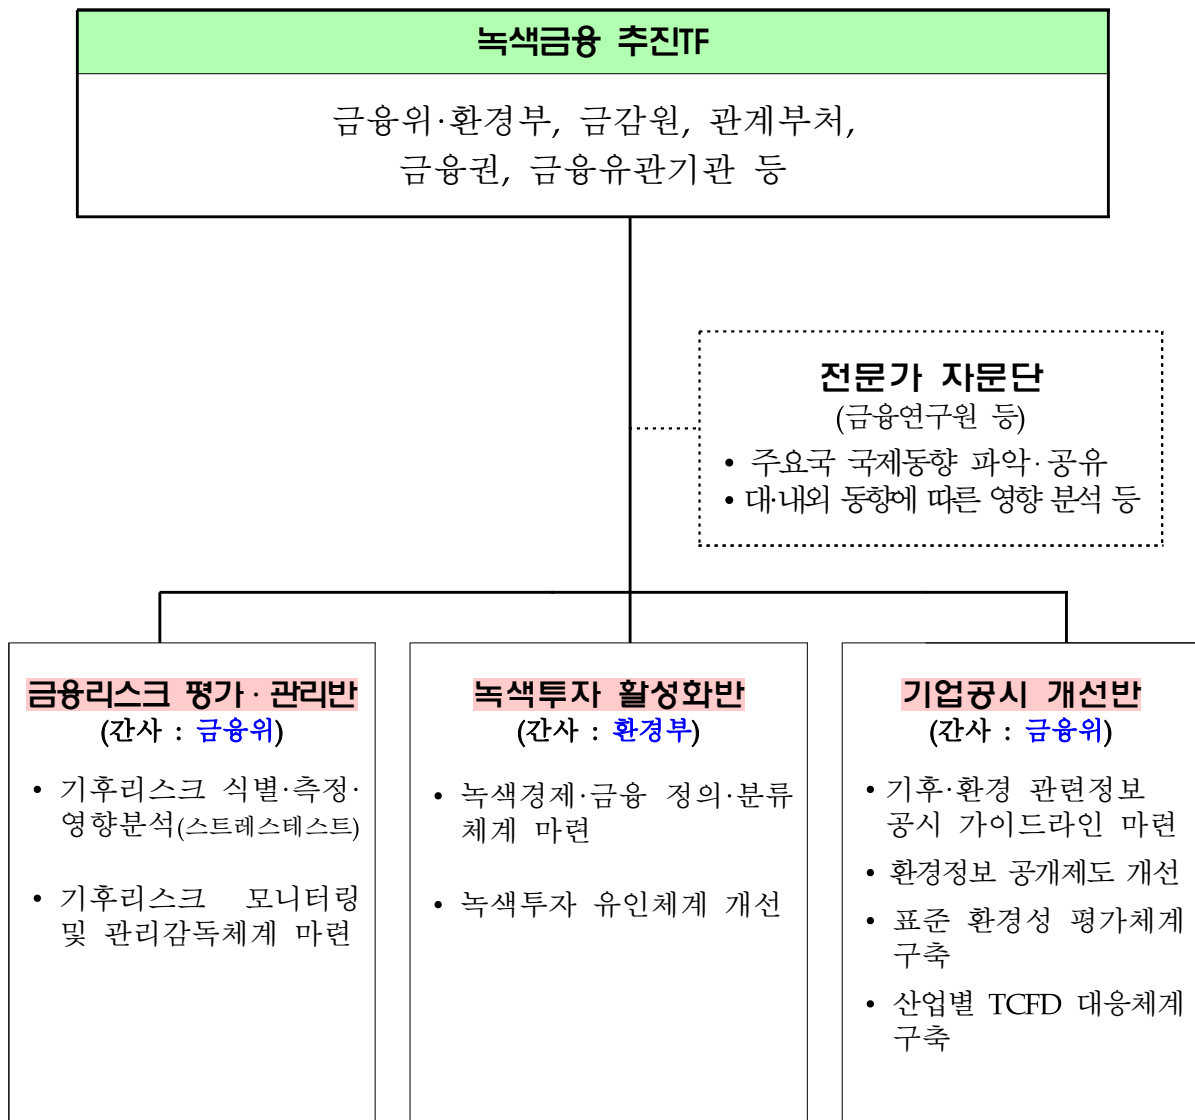 녹색금융 추진TF
금융위·환경부, 금감원, 관계부처,
금융권, 금융유관기관 등
전문가 자문단
(금융연구원 등)
• 주요국 국제동향 파악·공유
• 대·내외 동향에 따른 영향 분석 등
금융리스크 평가·관리반
(간사 : 금융위)
• 기후리스크 식별·측정·
영향분석(스트레스테스트)
• 기후리스크 모니터링
및 관리감독체계 마련
녹색투자 활성화반
(간사 : 환경부)
• 녹색경제·금융 정의·분류
체계 마련
• 녹색투자 유인체계 개선
기업공시 개선반
(간사 : 금융위)
• 기후·환경 관련정보
공시 가이드라인 마련
• 환경정보 공개제도 개선
• 표준 환경성 평가체계
구축
• 산업별 TCFD 대응체계
구축